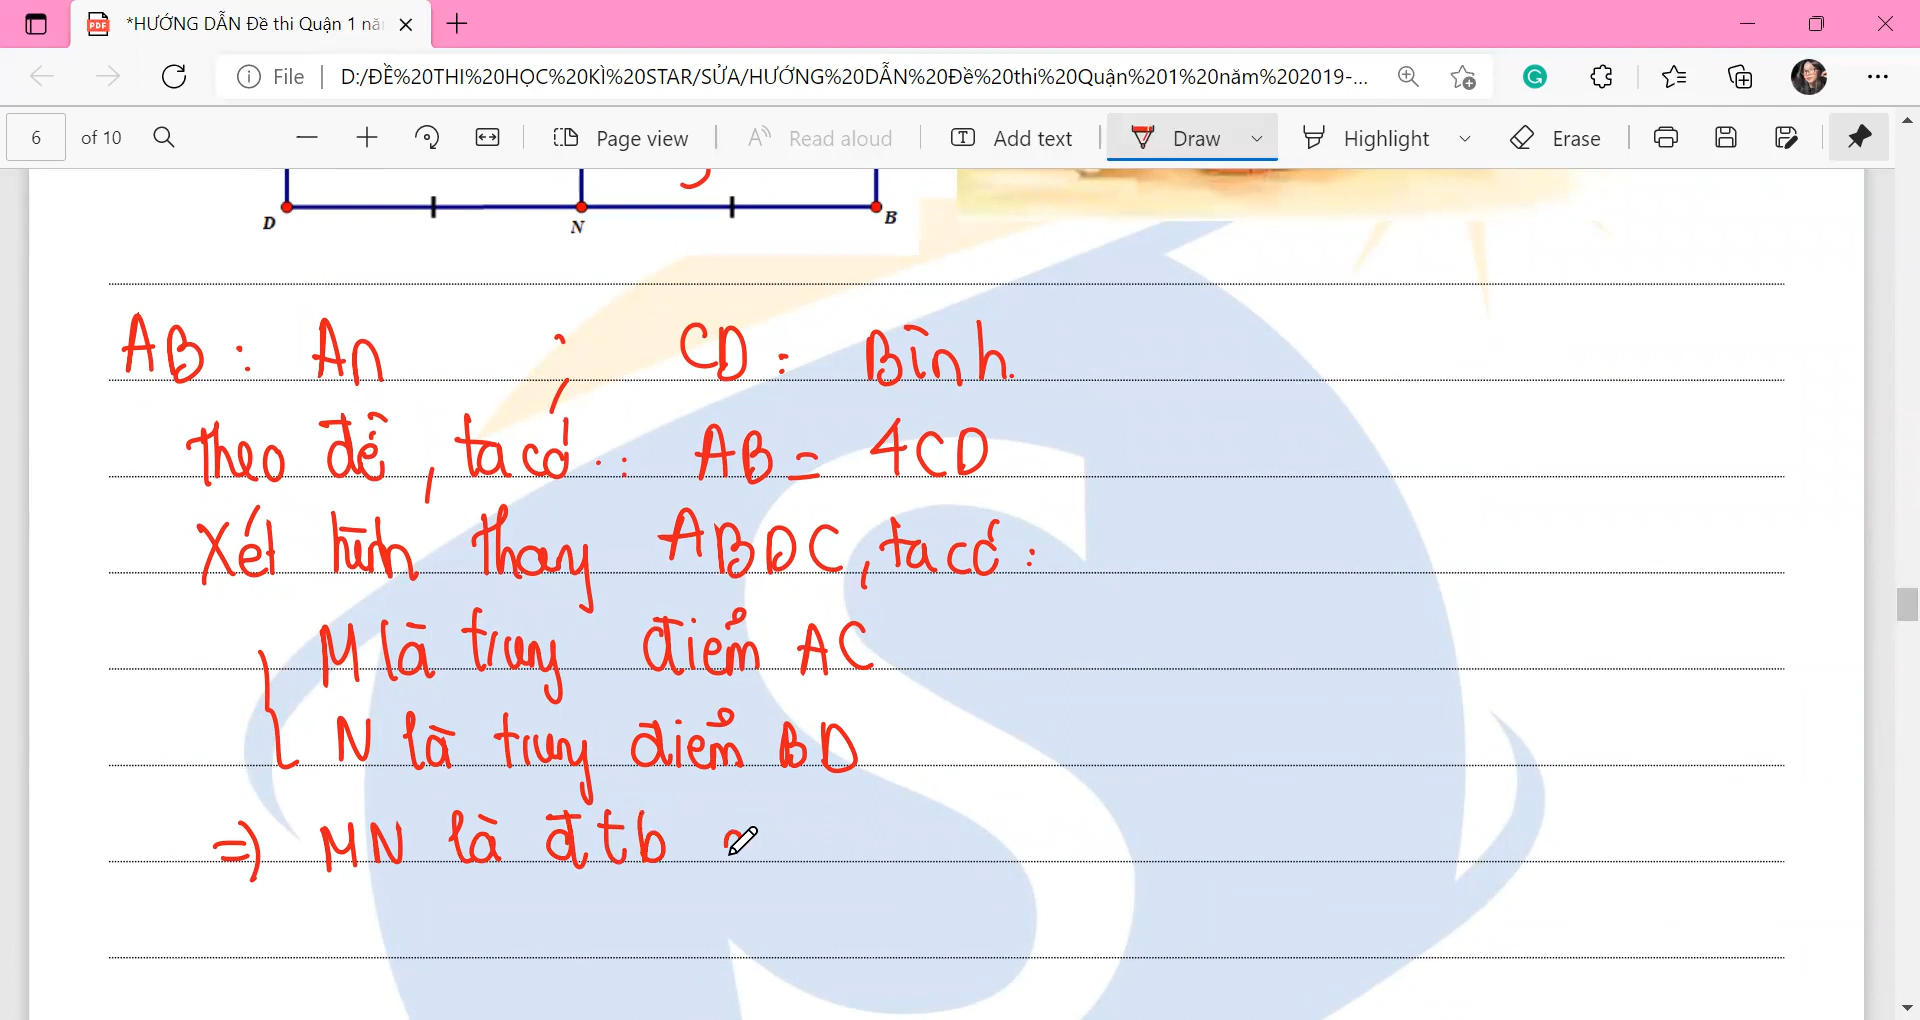 *HƯỚNG DẪN Đề thi Quận 1 nă
File D:/ĐỀ%20THI%20HỌC%20KÌ%20STAR/SỬA/HƯỚNG%20DẪN%20Đề%20thi%20Quận%201%20năm%202019-...
6 of 10 Page view Read aloud Add text Draw Highlight Erase
D N B
AB : An ; CD : Bình.
Theo đề, ta có : AB = 4CD
Xét hình thang ABDC, ta có :
M là trung điểm AC
N là trung điểm BD
=> MN là đtb